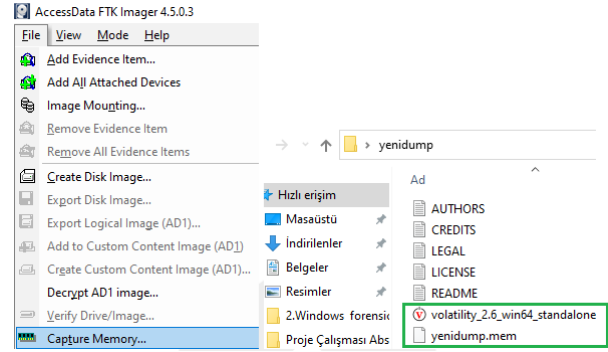 AccessData FTK Imager 4.5.0.3
File View Mode Help
Add Evidence Item...
Add All Attached Devices
Image Mounting...
Remove Evidence Item
Remove All Evidence Items
Create Disk Image...
Export Disk Image...
Export Logical Image (AD1)...
Add to Custom Content Image (AD1)
Create Custom Content Image (AD1)...
Decrypt AD1 image...
Verify Drive/Image...
Capture Memory...
yenidump
Hızlı erişim
Masaüstü
İndirilenler
Belgeler
Resimler
2.Windows forensic
Proje Çalışması Abs
Ad
AUTHORS
CREDITS
LEGAL
LICENSE
README
volatility_2.6_win64_standalone
yenidump.mem